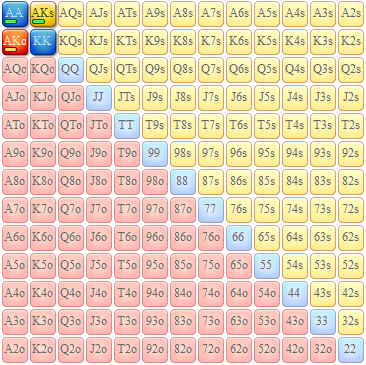 AA AKs AQs AJs ATs A9s A8s A7s A6s A5s A4s A3s A2s
AKo KK KQs KJs KTs K9s K8s K7s K6s K5s K4s K3s K2s
AQo KQo QQ QJs QTs Q9s Q8s Q7s Q6s Q5s Q4s Q3s Q2s
AJo KJo QJo JJ JTs J9s J8s J7s J6s J5s J4s J3s J2s
ATo KTo QTo JTo TT T9s T8s T7s T6s T5s T4s T3s T2s
A9o K9o Q9o J9o T9o 99 98s 97s 96s 95s 94s 93s 92s
A8o K8o Q8o J8o T8o 98o 88 87s 86s 85s 84s 83s 82s
A7o K7o Q7o J7o T7o 97o 87o 77 76s 75s 74s 73s 72s
A6o K6o Q6o J6o T6o 96o 86o 76o 66 65s 64s 63s 62s
A5o K5o Q5o J5o T5o 95o 85o 75o 65o 55 54s 53s 52s
A4o K4o Q4o J4o T4o 94o 84o 74o 64o 54o 44 43s 42s
A3o K3o Q3o J3o T3o 93o 83o 73o 63o 53o 43o 33 32s
A2o K2o Q2o J2o T2o 92o 82o 72o 62o 52o 42o 32o 22